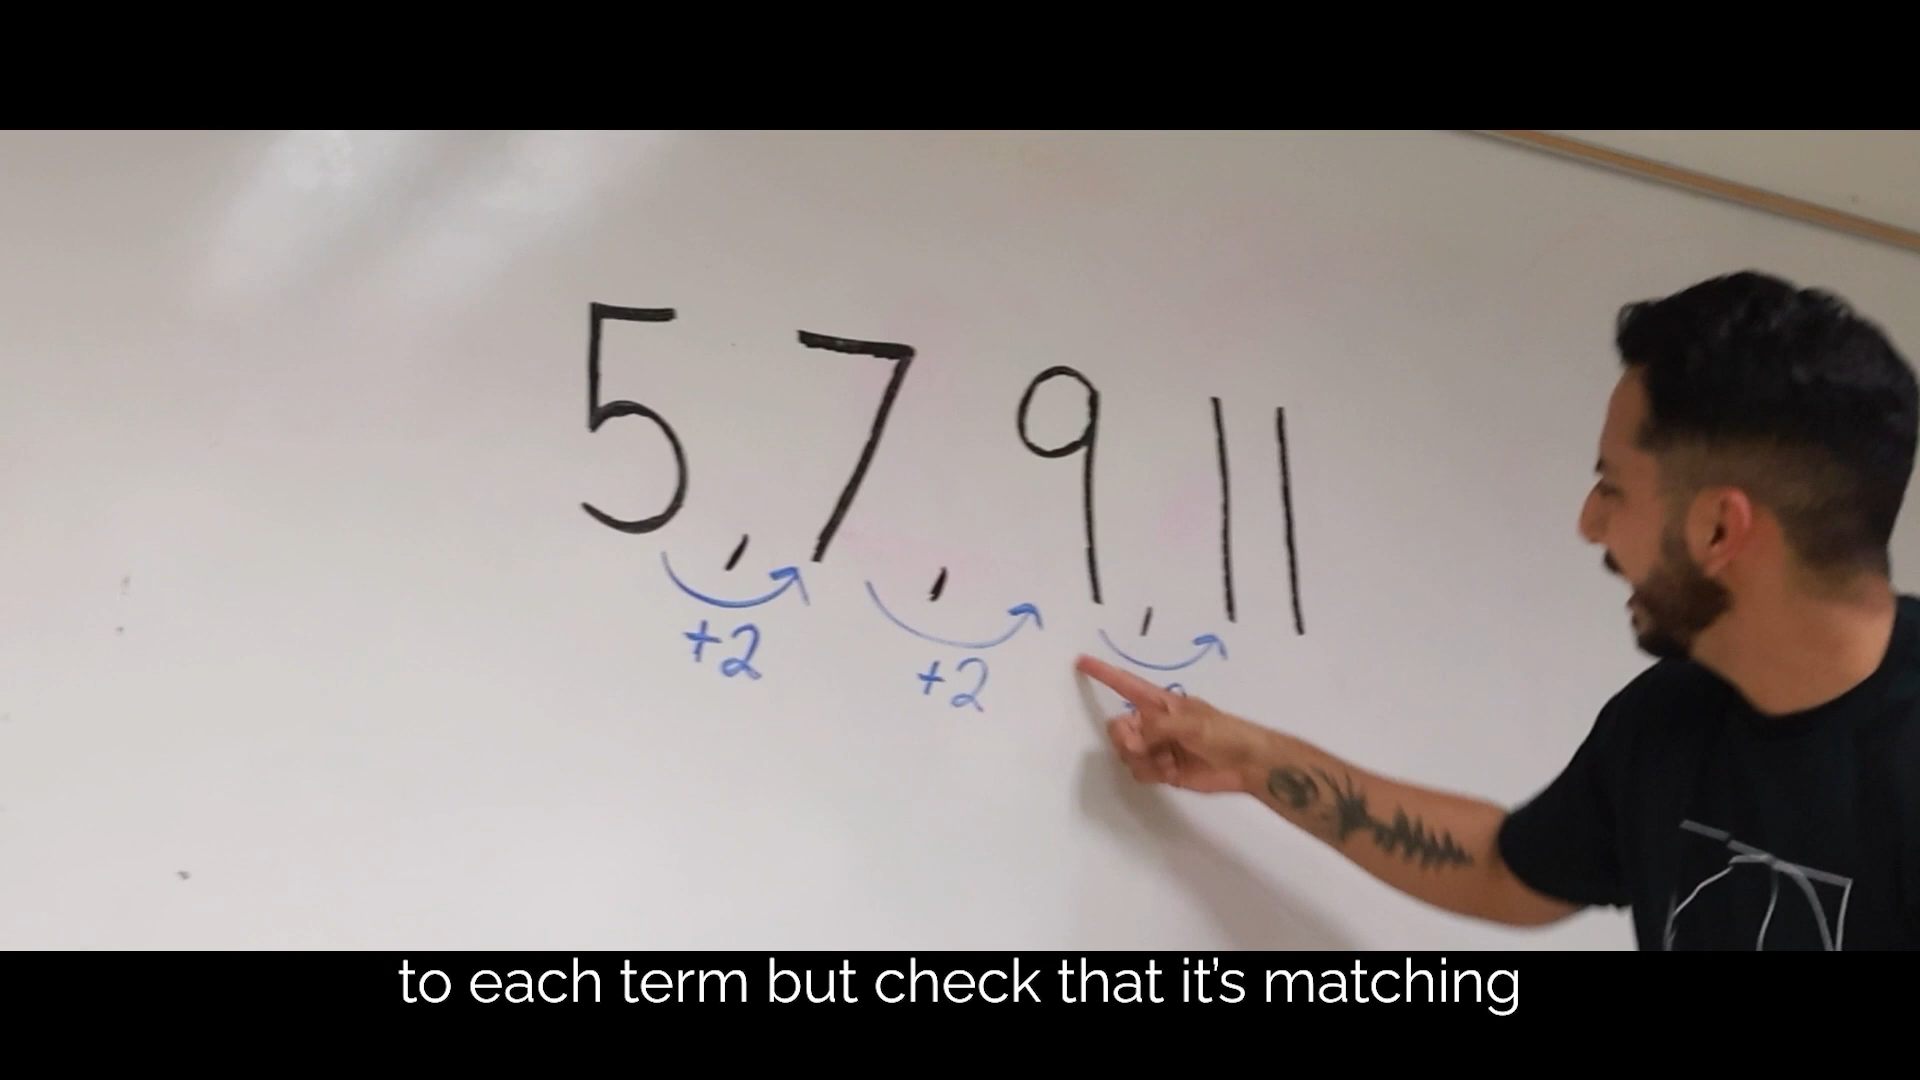 5, 7, 9, 11
+2 +2
to each term but check that it's matching